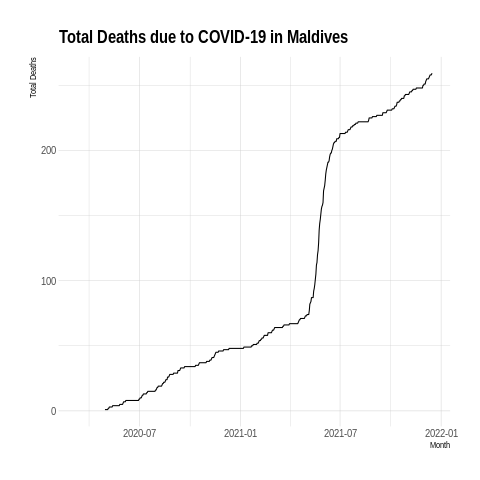 Total Deaths due to COVID-19 in Maldives
Total Deaths
200
100
0
2020-07 2021-01 2021-07 2022-01
Month